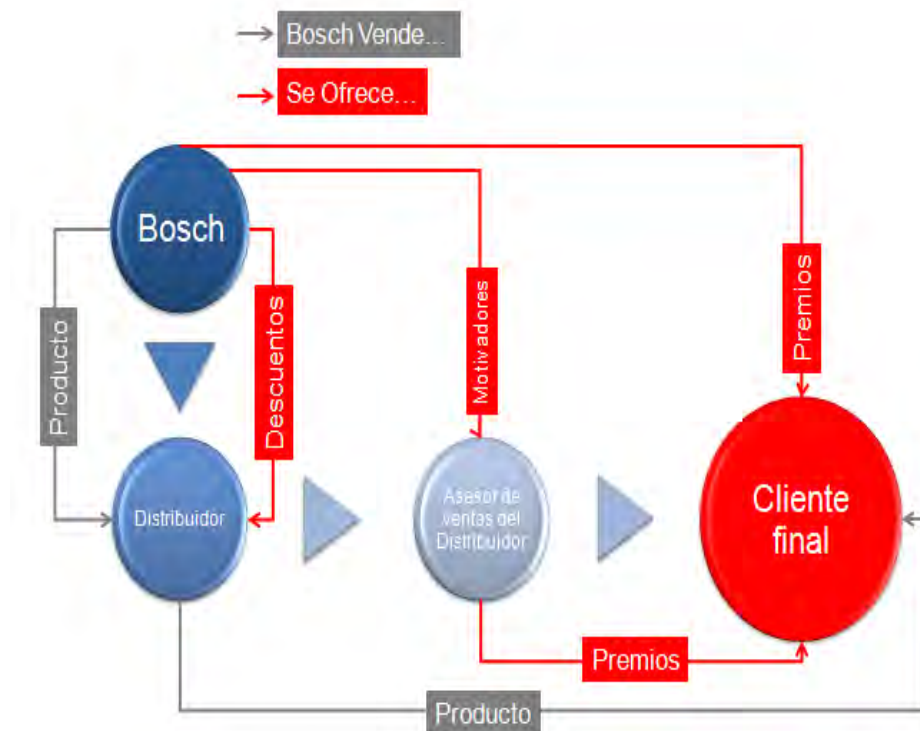 Bosch Vende...
Se Ofrece...
Bosch
Producto
Descuentos
Motivadores
Premios
Distribuidor
Asesor de
ventas del
Distribuidor
Cliente
final
Premios
Producto